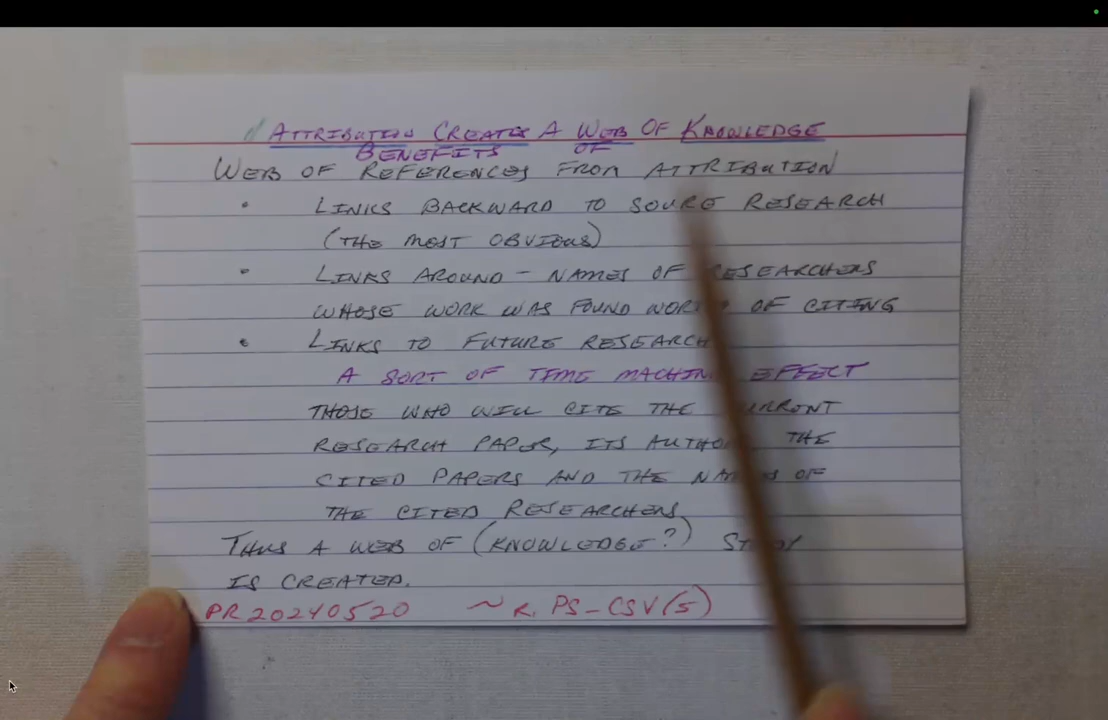 ATTRIBUTION CREATES A WEB OF KNOWLEDGE
BENEFITS OF
WEB OF REFERENCES FROM ATTRIBUTION
• LINKS BACKWARD TO SOURCE RESEARCH
(THE MOST OBVIOUS)
• LINKS AROUND - NAMES OF RESEARCHERS
WHOSE WORK WAS FOUND OF CITING
• LINKS TO FUTURE RESEARCH
A SORT OF TIME MACHINE EFFECT
THOSE WHO WILL CITE THE CURRENT
RESEARCH PAPER, ITS THE
CITED PAPERS AND THE NAMES OF
THE CITED RESEARCHERS
THUS A WEB OF (KNOWLEDGE?) STUDY
IS CREATED.
PR20240520 ~ R. PS-CSV(5)